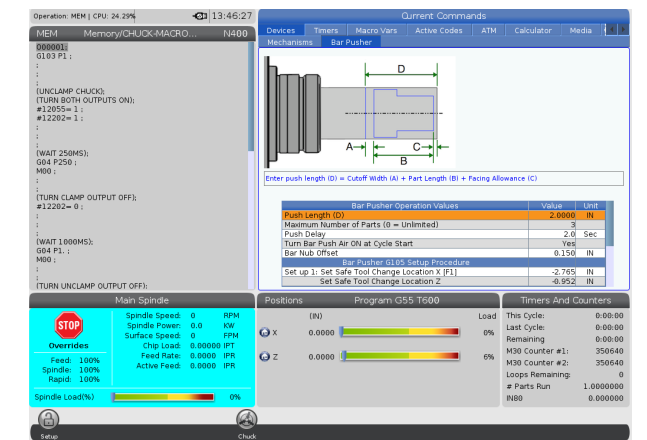 Operation: MEM | CPU: 24.29% 13:46:27
MEM Memory/CHUCK-MACRO... N400
O00001;
G103 P1 ;
;
;
;
(UNCLAMP CHUCK);
(TURN BOTH OUTPUTS ON);
#12055= 1 ;
#12202= 1 ;
;
;
(WAIT 250MS);
G04 P250 ;
M00 ;
;
;
(TURN CLAMP OUTPUT OFF);
#12202= 0 ;
;
;
;
(WAIT 1000MS);
G04 P1. ;
M00 ;
;
;
(TURN UNCLAMP OUTPUT OFF);
Current Commands
Devices Timers Macro Vars Active Codes ATM Calculator Media
Mechanisms Bar Pusher
D
A
C
B
Enter push length (D) = Cutoff Width (A) + Part Length (B) + Facing Allowance (C)
Bar Pusher Operation Values Value Unit
Push Length (D) 2.0000 IN
Maximum Number of Parts (0 = Unlimited) 3
Push Delay 2.0 Sec
Turn Bar Push Air ON at Cycle Start Yes
Bar Nub Offset 0.150 IN
Bar Pusher G105 Setup Procedure
Set up 1: Set Safe Tool Change Location X [F1] -2.765 IN
Set Safe Tool Change Location Z -0.952 IN
Main Spindle
STOP
Overrides
Feed: 100%
Spindle: 100%
Rapid: 100%
Spindle Speed: 0 RPM
Spindle Power: 0.0 KW
Surface Speed: 0 FPM
Chip Load: 0.00000 IPT
Feed Rate: 0.0000 IPR
Active Feed: 0.0000 IPR
Spindle Load(%) 0%
Positions Program G55 T600
(IN) Load
X 0.0000 0%
Z 0.0000 6%
Timers And Counters
This Cycle: 0:00:00
Last Cycle: 0:00:00
Remaining 0:00:00
M30 Counter #1: 350640
M30 Counter #2: 350640
Loops Remaining: 0
# Parts Run 1.0000000
IN80 0.000000
Setup Chuck